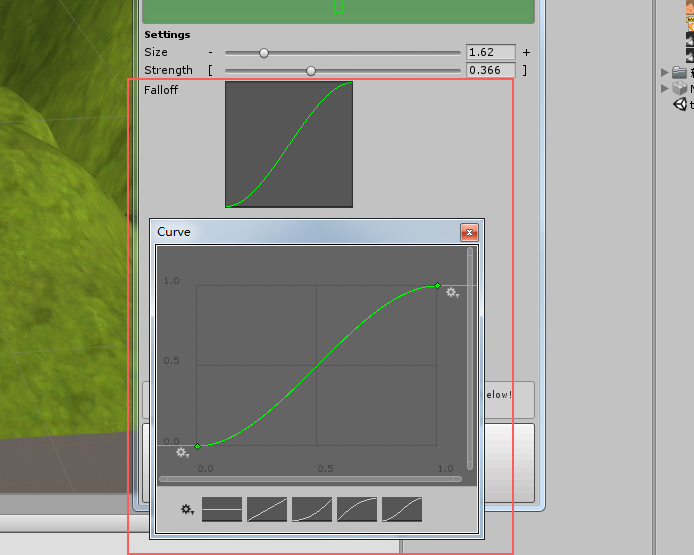 Settings
Size - 1.62 +
Strength [ 0.366 ]
Falloff
Curve
1.0
0.5
elow!
0.0
0.0 0.5 1.0